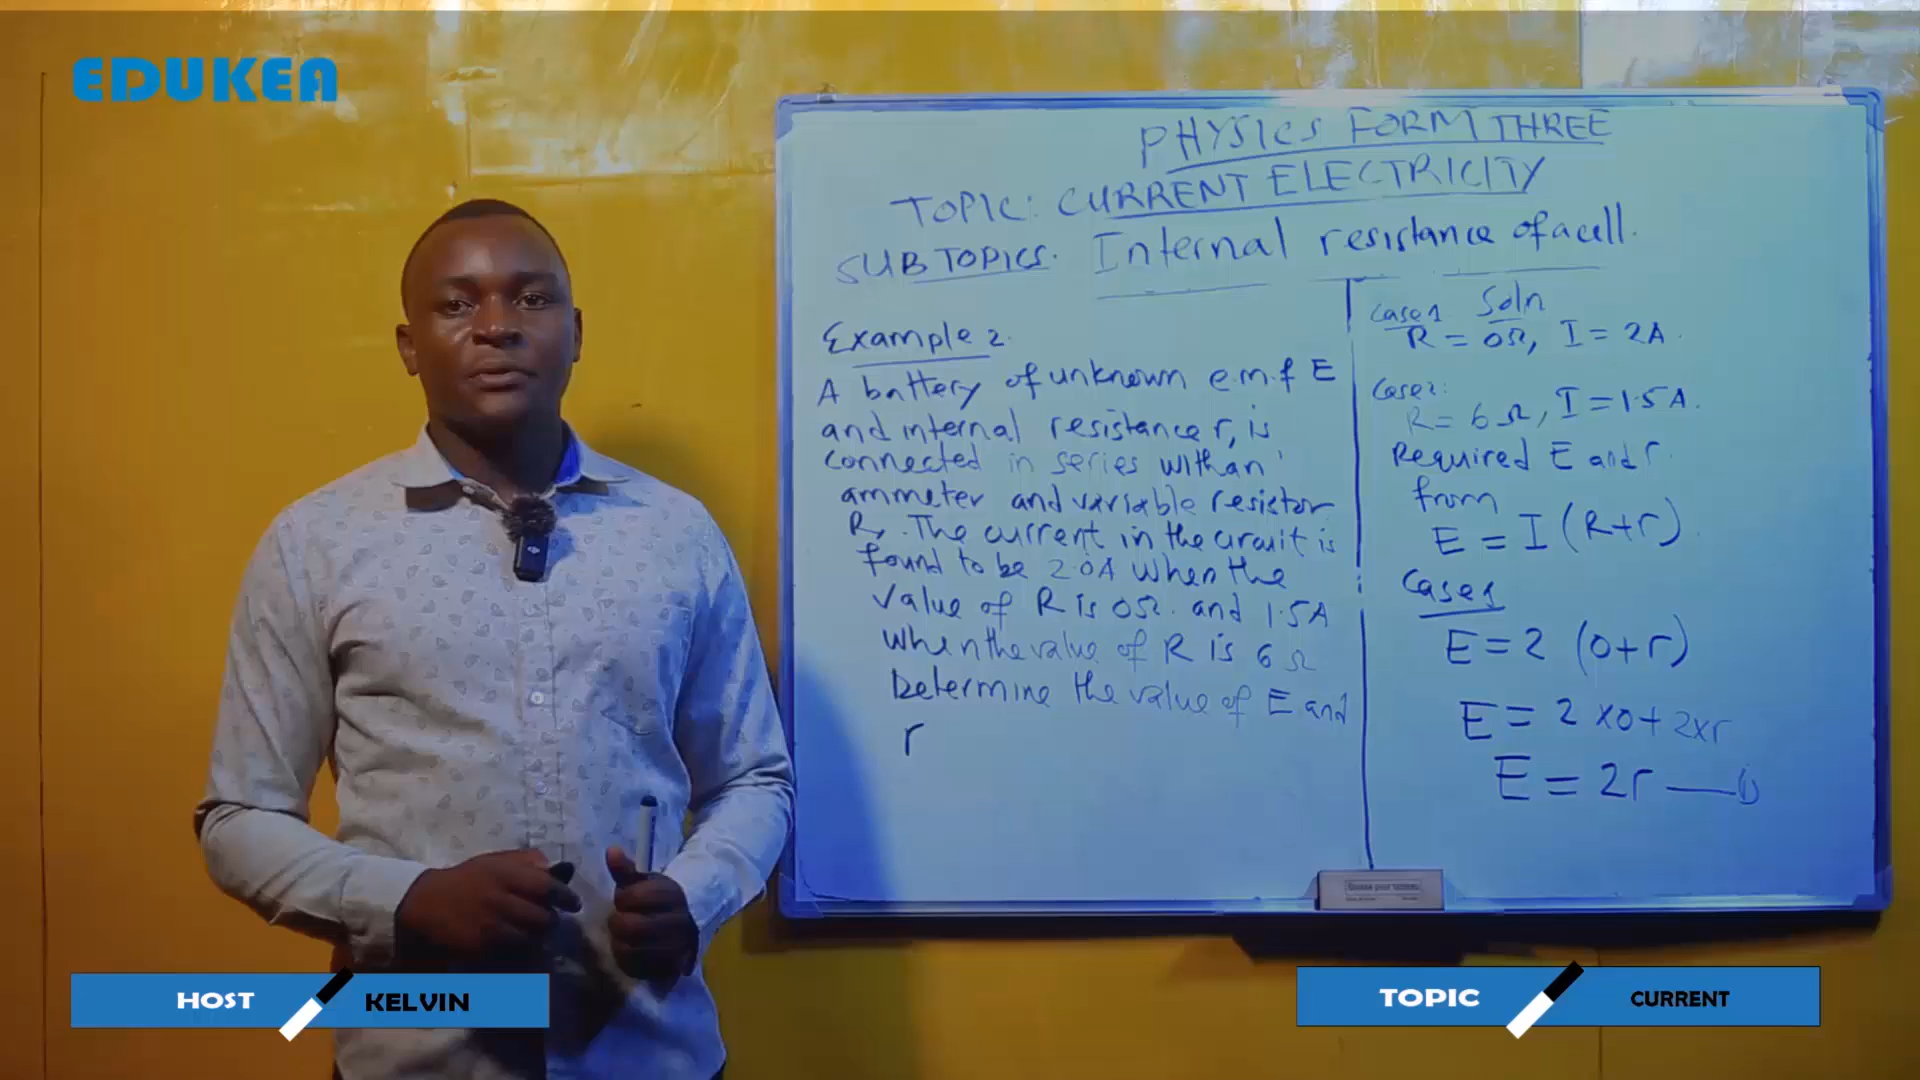 EDUKEA
PHYSICS FORM THREE
TOPIC: CURRENT ELECTRICITY
SUBTOPICS. Internal resistance of a cell.
Example 2.
A battery of unknown e.m.f E
and internal resistance r, is
connected in series with an
ammeter and variable resistor
R,. The current in the circuit is
found to be 2.0A when the
value of R is 0Ω. and 1.5A
when the value of R is 6 Ω
Determine the value of E and
r
Soln
Case 1
R = 0Ω, I = 2A.
Case 2:
R = 6 Ω, I = 1.5 A.
Required E and r.
from
E = I (R+r)
Case 1
E = 2 (0+r)
E = 2 x0 + 2xr
E = 2r — (1)
HOST KELVIN
TOPIC CURRENT